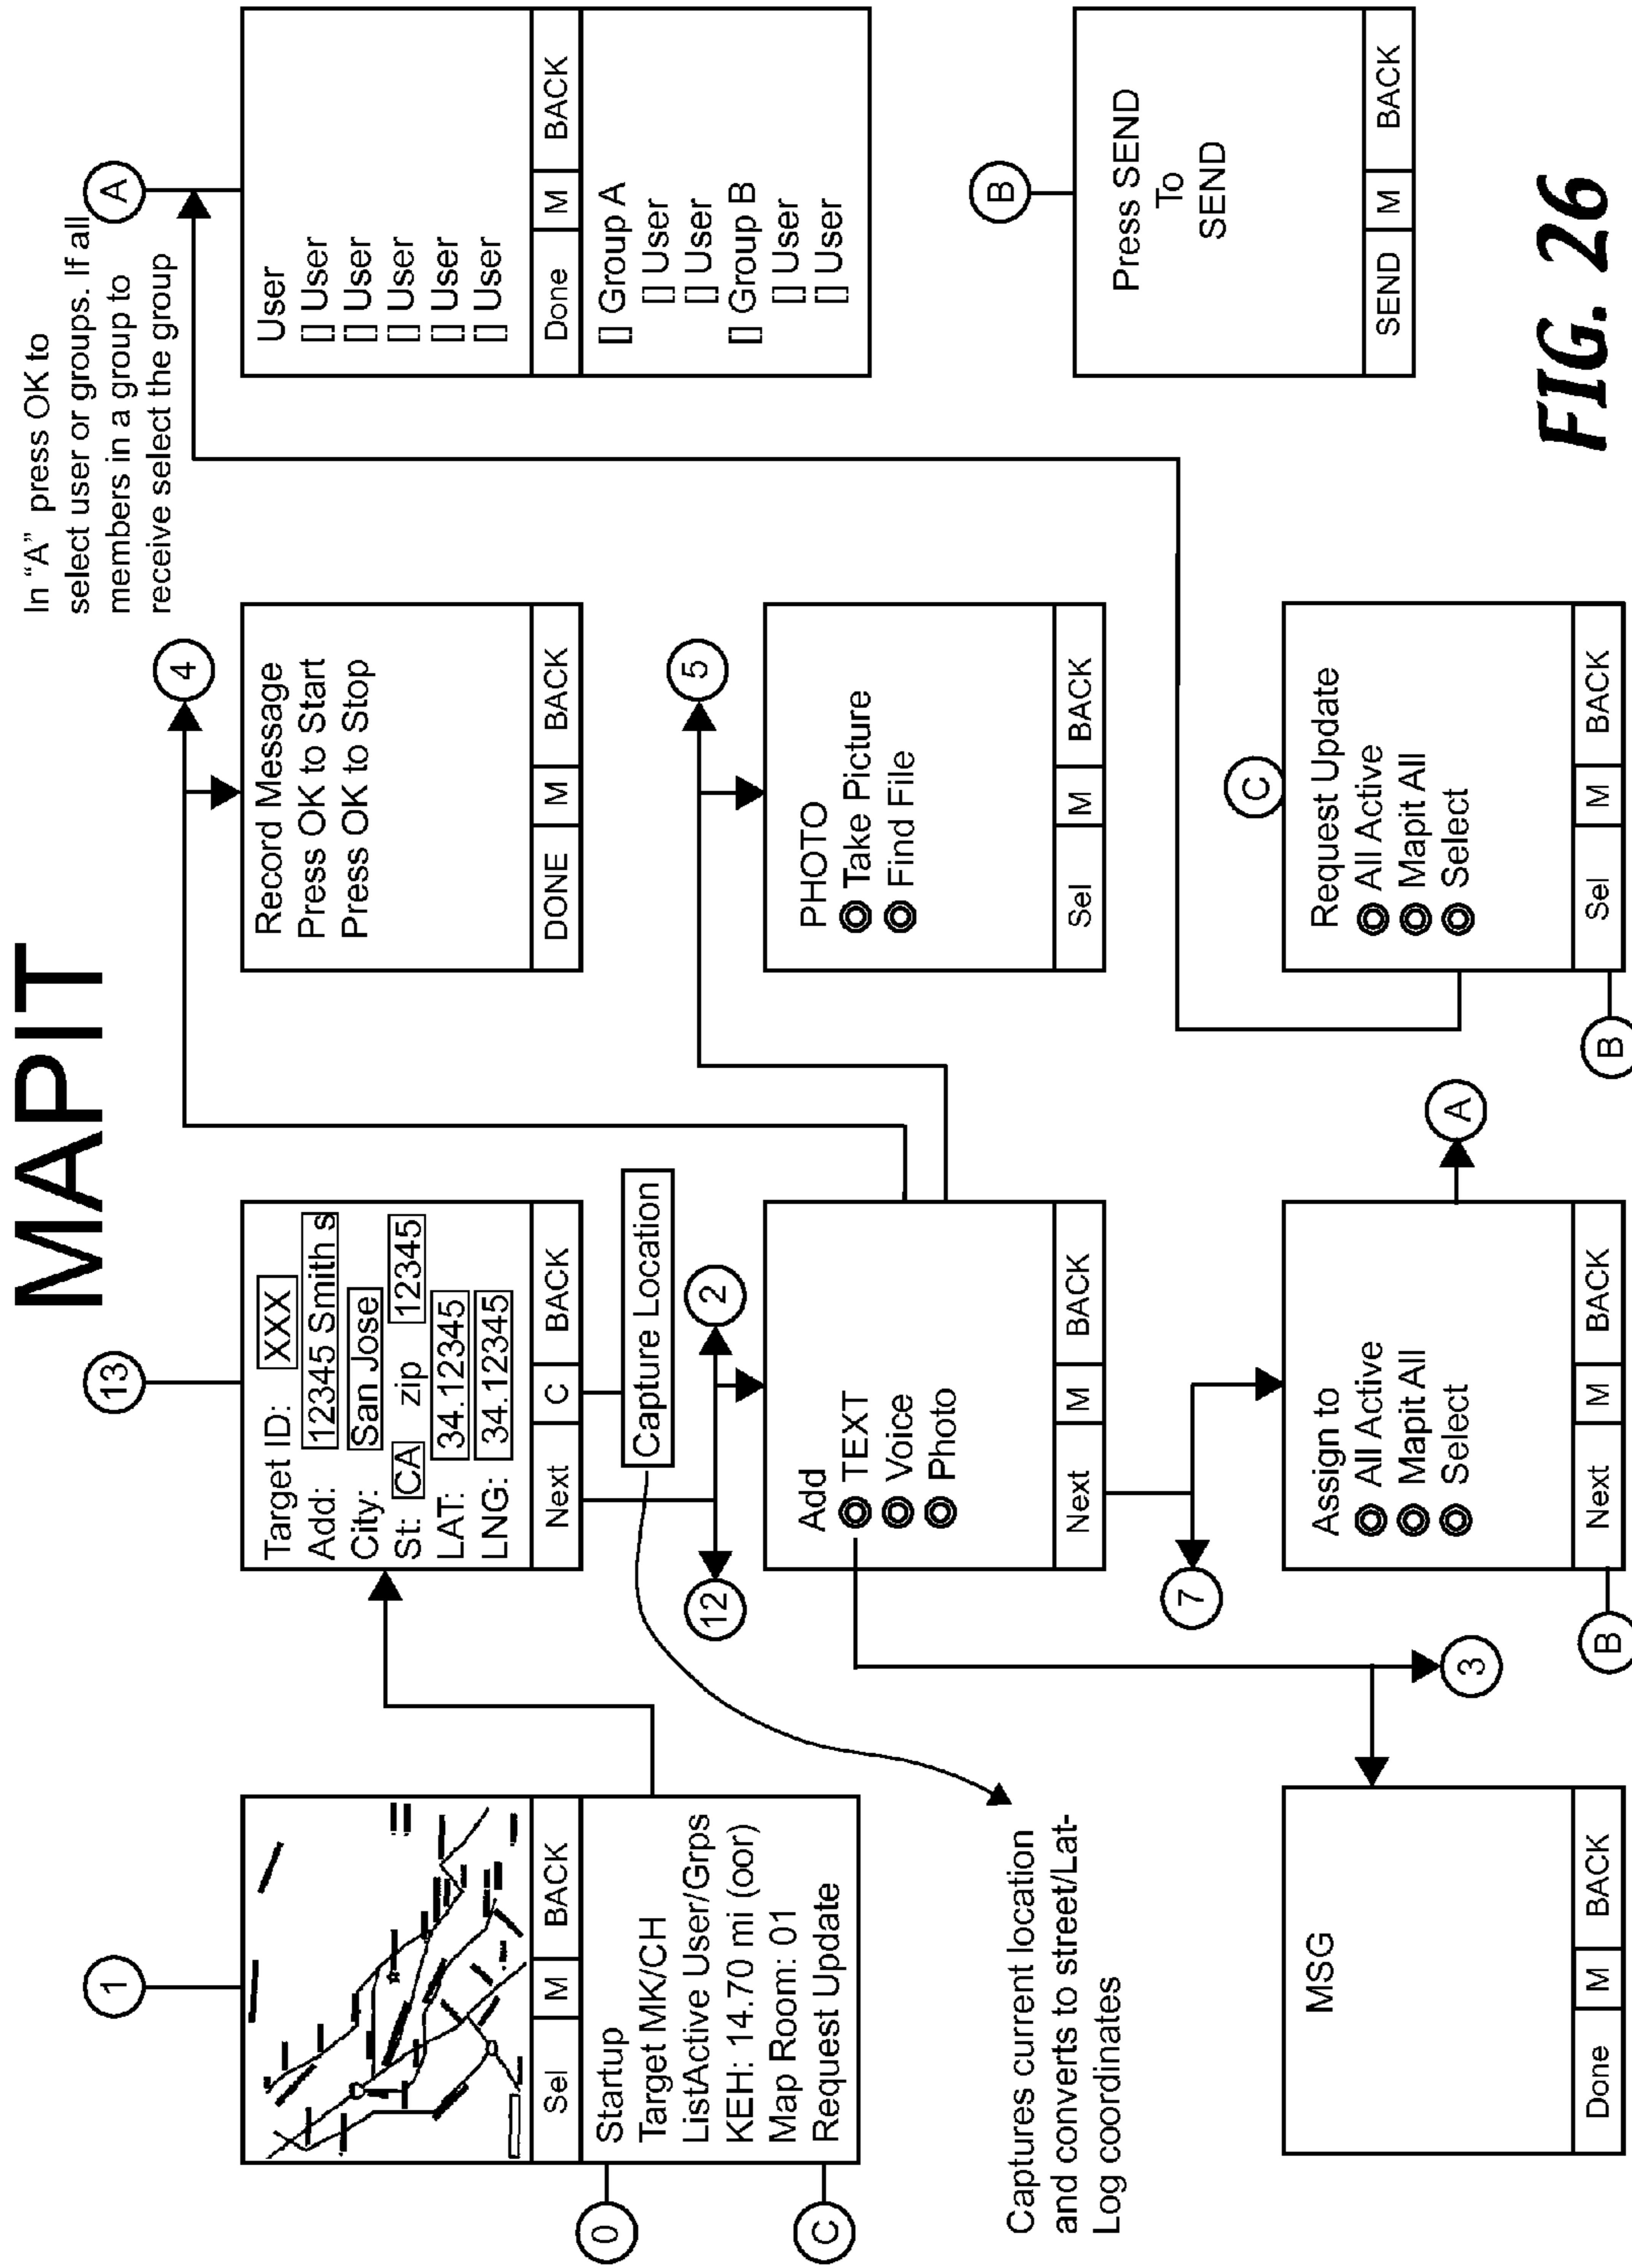 MAPIT
1
Sel M BACK
0
Startup
Target MK/CH
ListActive User/Grps
KEH: 14.70 mi (oor)
Map Room: 01
Request Update
C
Captures current location
and converts to street/Lat-
Log coordinates
MSG
Done M BACK
13
Target ID: XXX
Add: 12345 Smith s
City: San Jose
St: CA zip 12345
LAT: 34.12345
LNG: 34.12345
Next C BACK
Capture Location
12
2
Add
TEXT
Voice
Photo
Next M BACK
7
3
Assign to
All Active
Mapit All
Select
Next M BACK
B
A
4
Record Message
Press OK to Start
Press OK to Stop
DONE M BACK
5
PHOTO
Take Picture
Find File
Sel M BACK
C
Request Update
All Active
Mapit All
Select
Sel M BACK
B
In "A" press OK to
select user or groups. If all
members in a group to
receive select the group
A
User
[] User
[] User
[] User
[] User
[] User
Done M BACK
[] Group A
[] User
[] User
[] Group B
[] User
[] User
B
Press SEND
To
SEND
SEND M BACK
FIG. 26